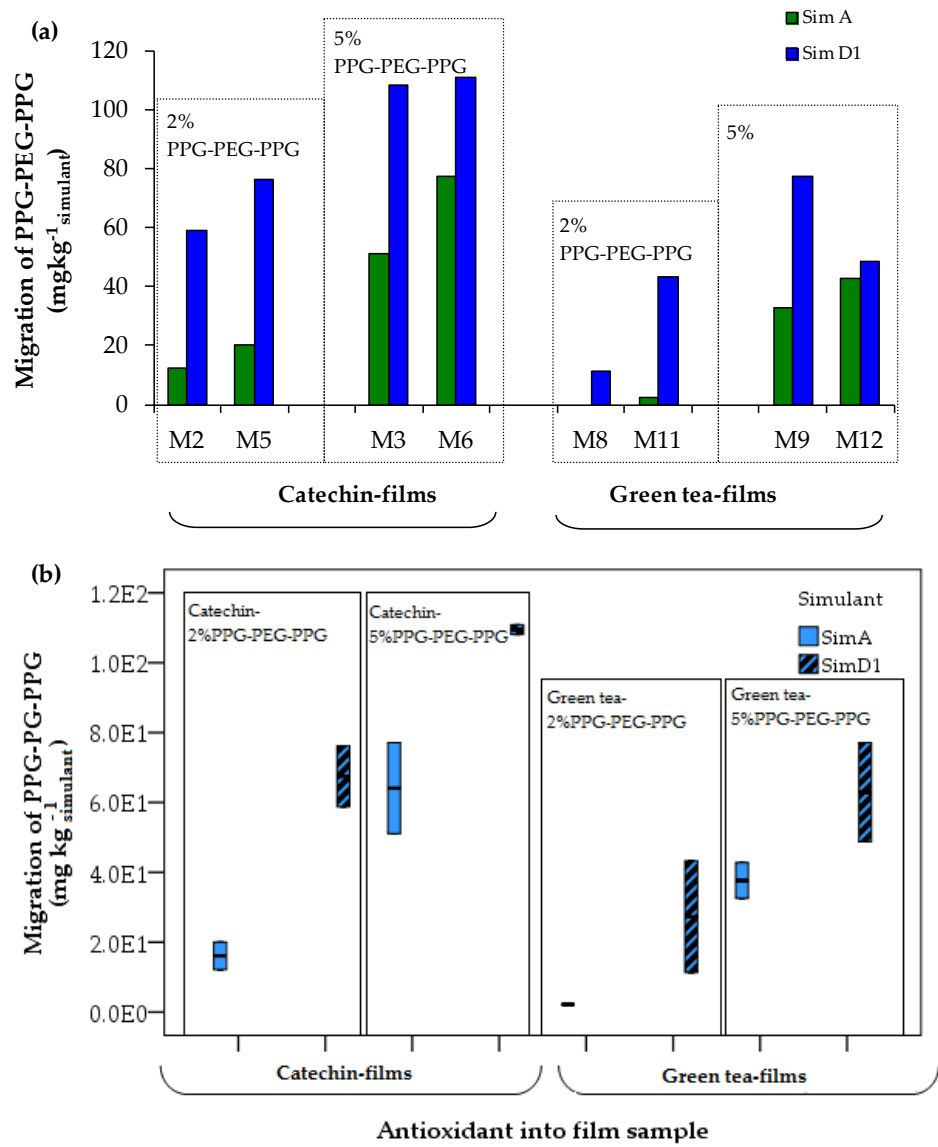 (a)
Sim A
Sim D1
Migration of PPG-PEG-PPG
(mgkg-1 simulant)
120
100
80
60
40
20
0
2%
PPG-PEG-PPG
5%
PPG-PEG-PPG
2%
PPG-PEG-PPG
5%
M2 M5 M3 M6 M8 M11 M9 M12
Catechin-films Green tea-films
(b)
Migration of PPG-PG-PPG
(mg kg-1 simulant)
1.2E2
1.0E2
8.0E1
6.0E1
4.0E1
2.0E1
0.0E0
Catechin-
2%PPG-PEG-PPG
Catechin-
5%PPG-PEG-PPG
Simulant
SimA
SimD1
Green tea-
2%PPG-PEG-PPG
Green tea-
5%PPG-PEG-PPG
Catechin-films Green tea-films
Antioxidant into film sample